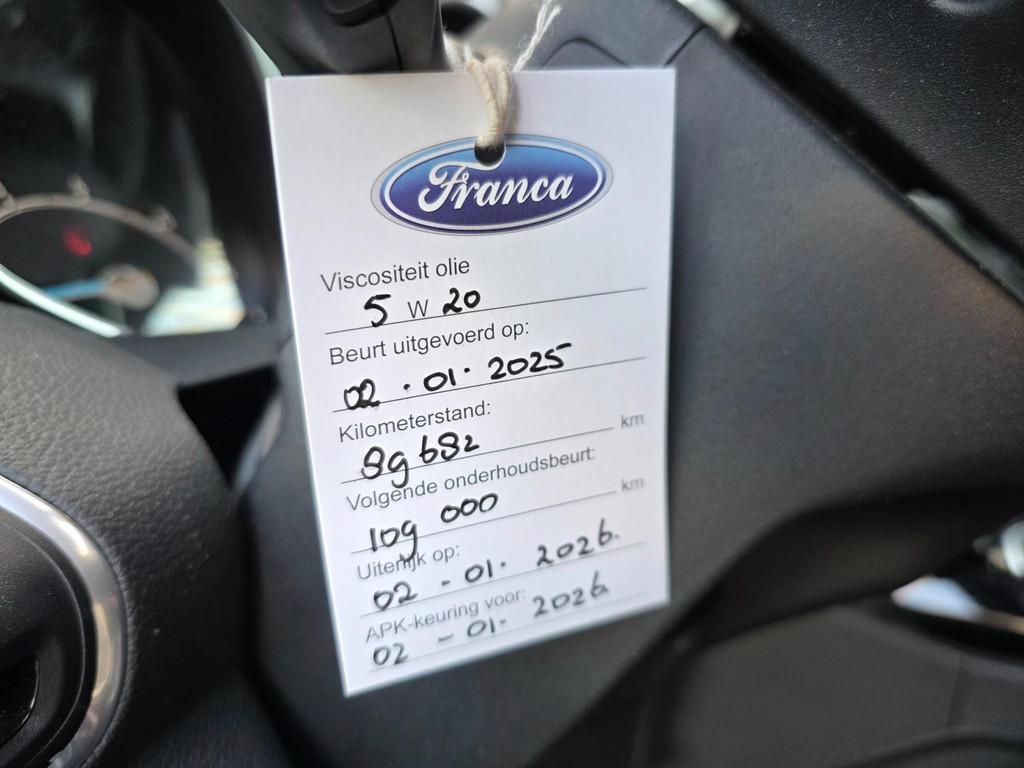 Franca
Viscositeit olie
5 W 20
Beurt uitgevoerd op:
02 . 01 . 2025
Kilometerstand:
89 682 km
Volgende onderhoudsbeurt:
109 000 km
Uiterlijk op:
02 - 01 . 2026.
APK-keuring voor:
02 - 01 . 2026